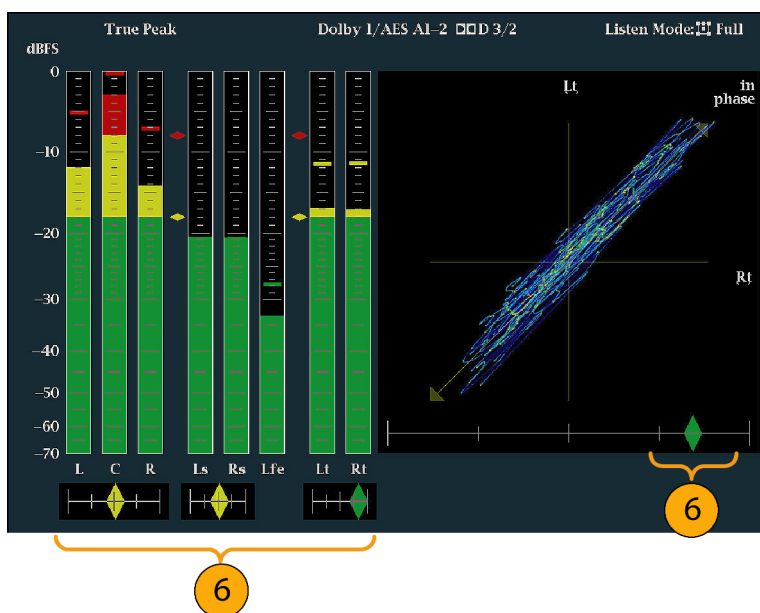 True Peak
Dolby 1/AES A1–2 D 3/2
Listen Mode: Full
dBFS
0
–10
–20
–30
–40
–50
–60
–70
L C R Ls Rs Lfe Lt Rt
Lt
in
phase
Rt
6
6